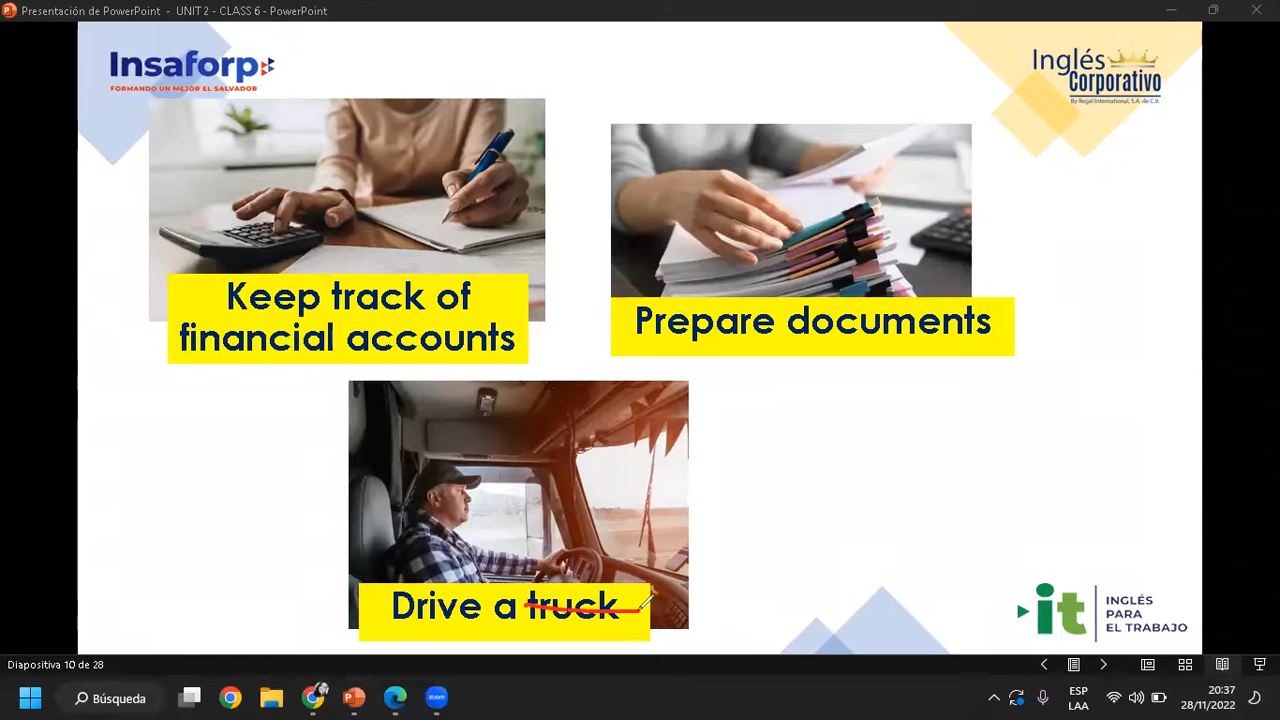 Presentación de PowerPoint - UNIT 2 - CLASS 6 - PowerPoint
Insaforp
FORMANDO UN MEJOR EL SALVADOR
Inglés
Corporativo
By Regal International, S.A. de C.V.
Keep track of
financial accounts
Prepare documents
Drive a truck
it
INGLÉS
PARA
EL TRABAJO
Diapositiva 10 de 28
Búsqueda
zoom
ESP
LAA
20:37
28/11/2022